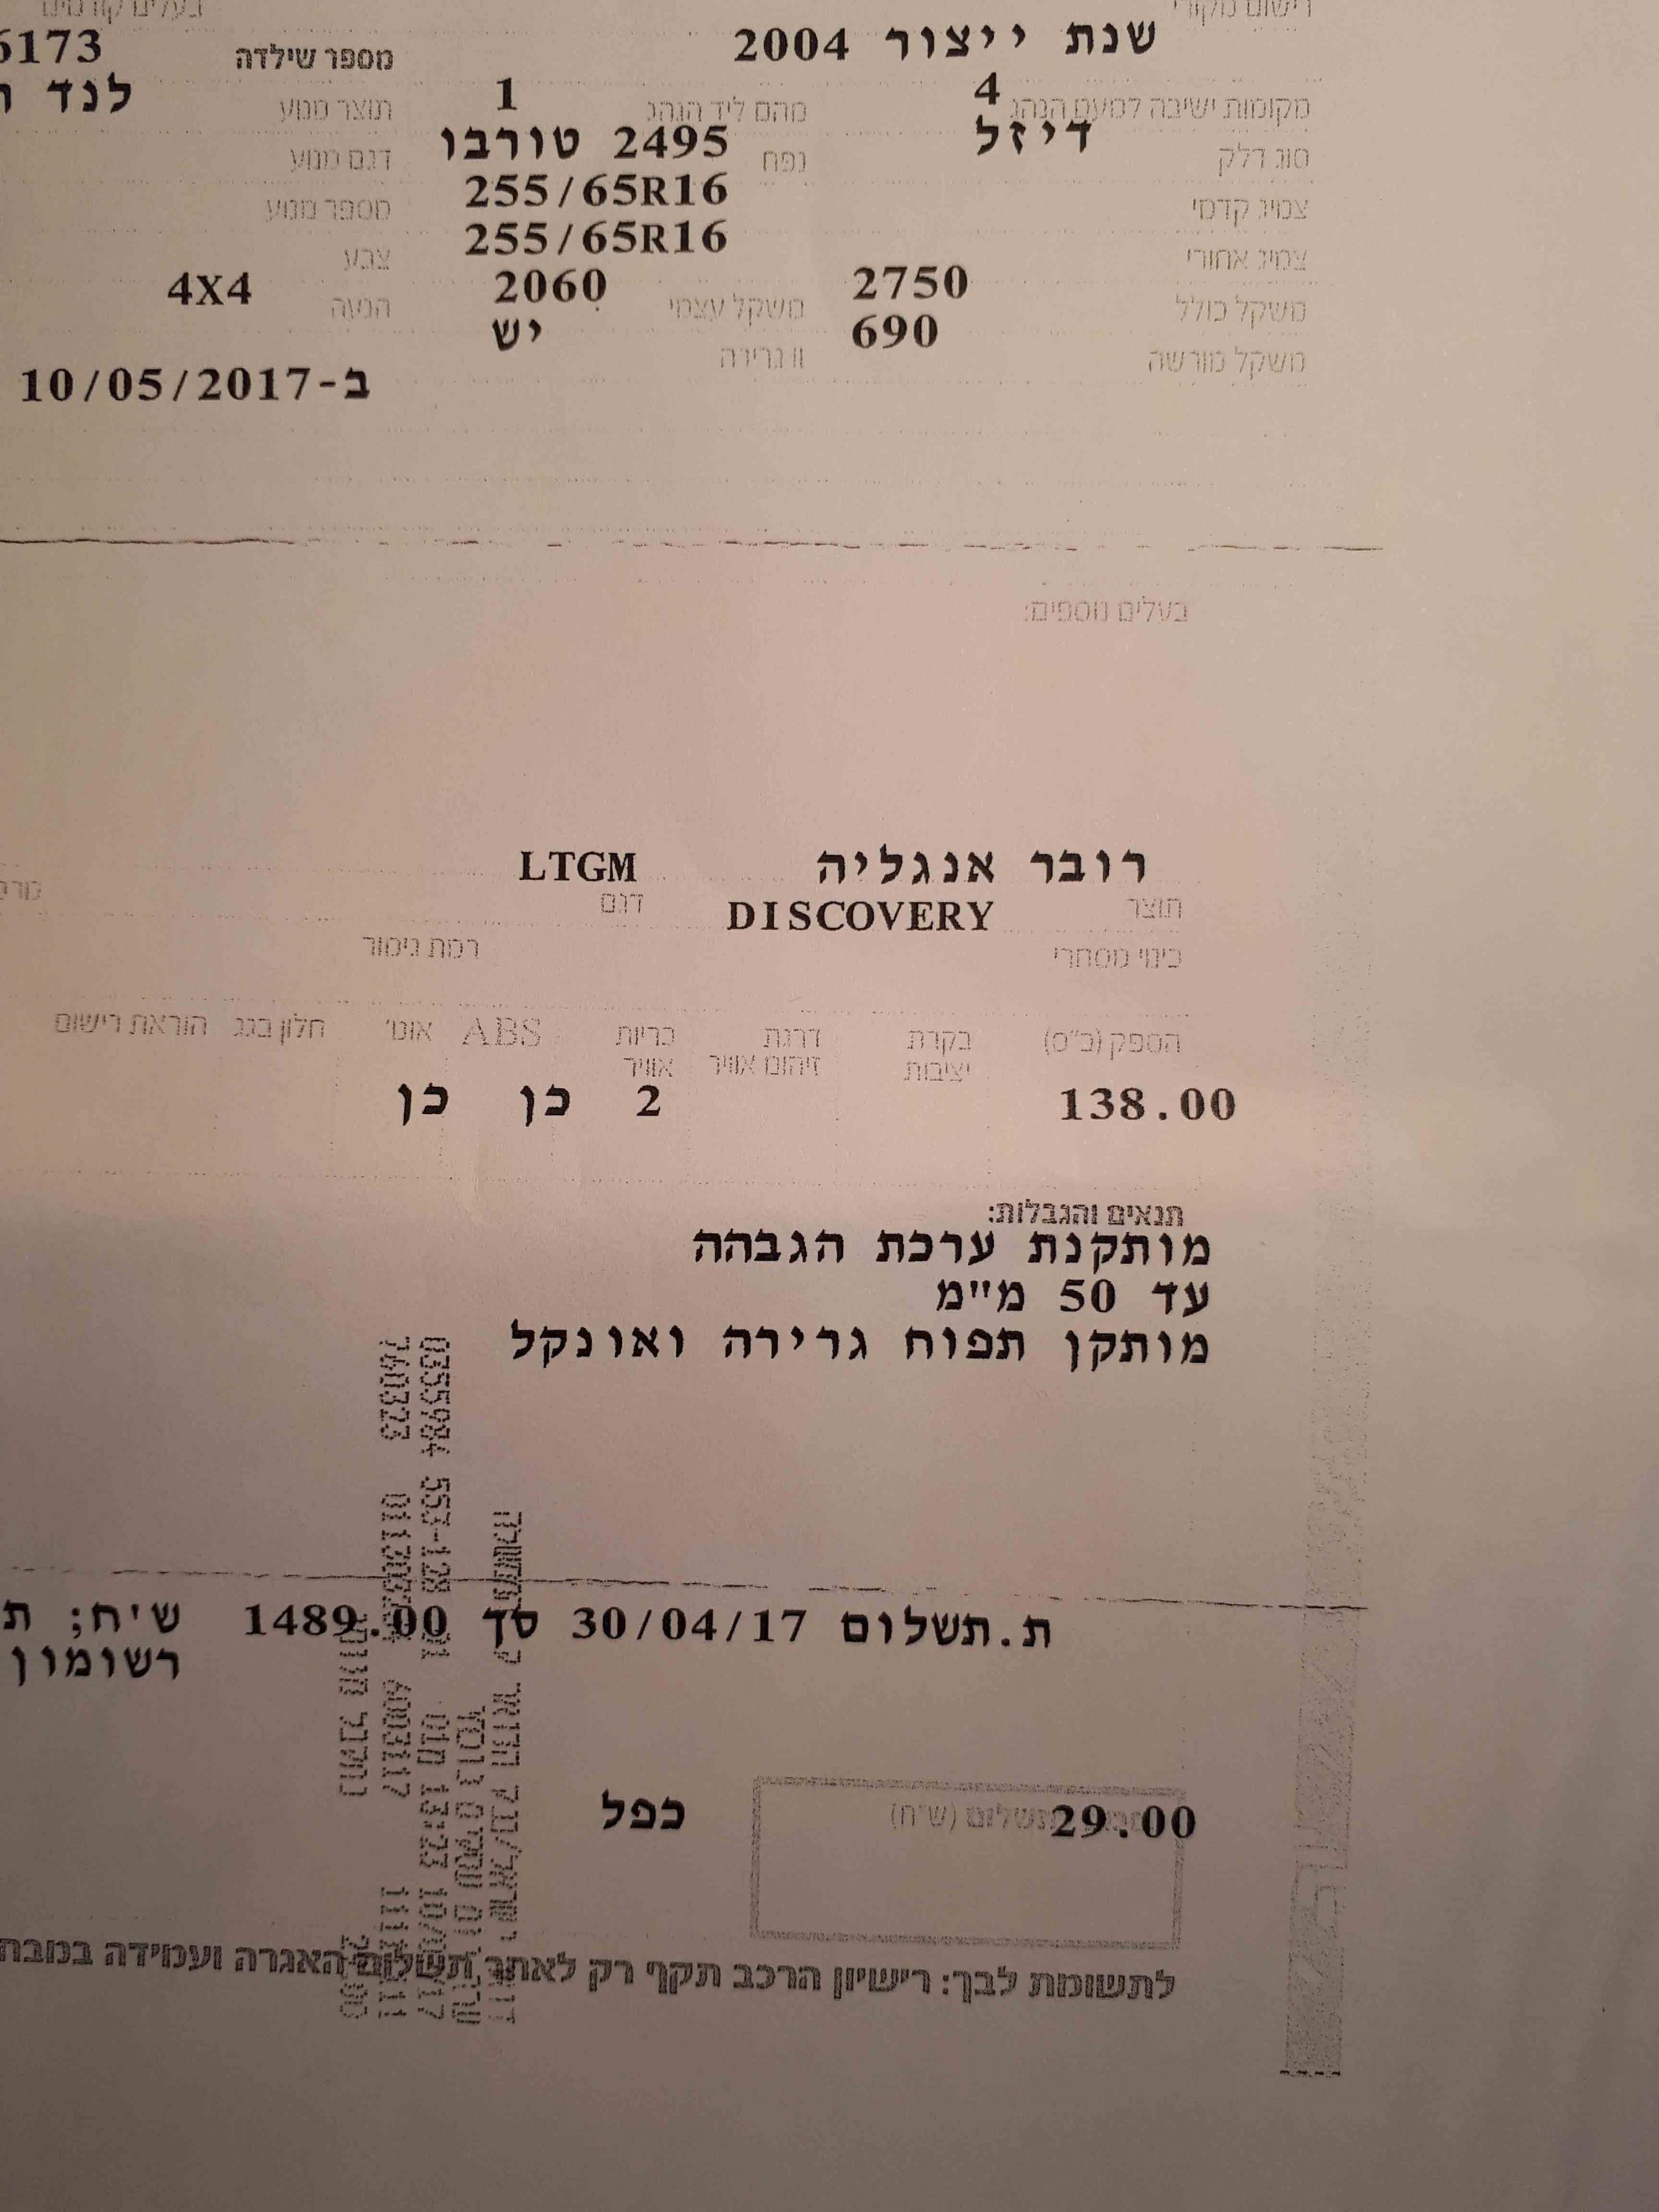 רישום מקורי בעלים קודמים
שנת ייצור 2004 מספר שילדה 6173
מקומות ישיבה למעט הנהג 4 מהם ליד הנהג 1 תוצר מנוע לנד
סוג דלק דיזל נפח 2495 טורבו דגם מנוע
צמיג קדמי 255/65R16 מספר מנוע
צמיג אחורי 255/65R16 צבע
משקל כולל 2750 משקל עצמי 2060 הנעה 4X4
משקל מורשה 690 וו גרירה יש
ב-10/05/2017
בעלים נוספים:
תוצר רובר אנגליה דגם LTGM
כינוי מסחרי DISCOVERY רמת גימור
הספק (כ"ס) בקרת יציבות דרגת זיהום אוויר כריות אוויר ABS אוט' חלון בגג הוראת רישום
138.00 2 כן כן
תנאים והגבלות:
מותקנת ערכת הגבהה
עד 50 מ"מ
מותקן תפוח גרירה ואונקל
ת.תשלום 30/04/17 סך 1489.00 ש'ח; ת
רשומון
תשלום (ש"ח) 29.00 כפל
לתשומת לבך: רישיון הרכב תקף רק לאחר תשלום האגרה ועמידה במבחן